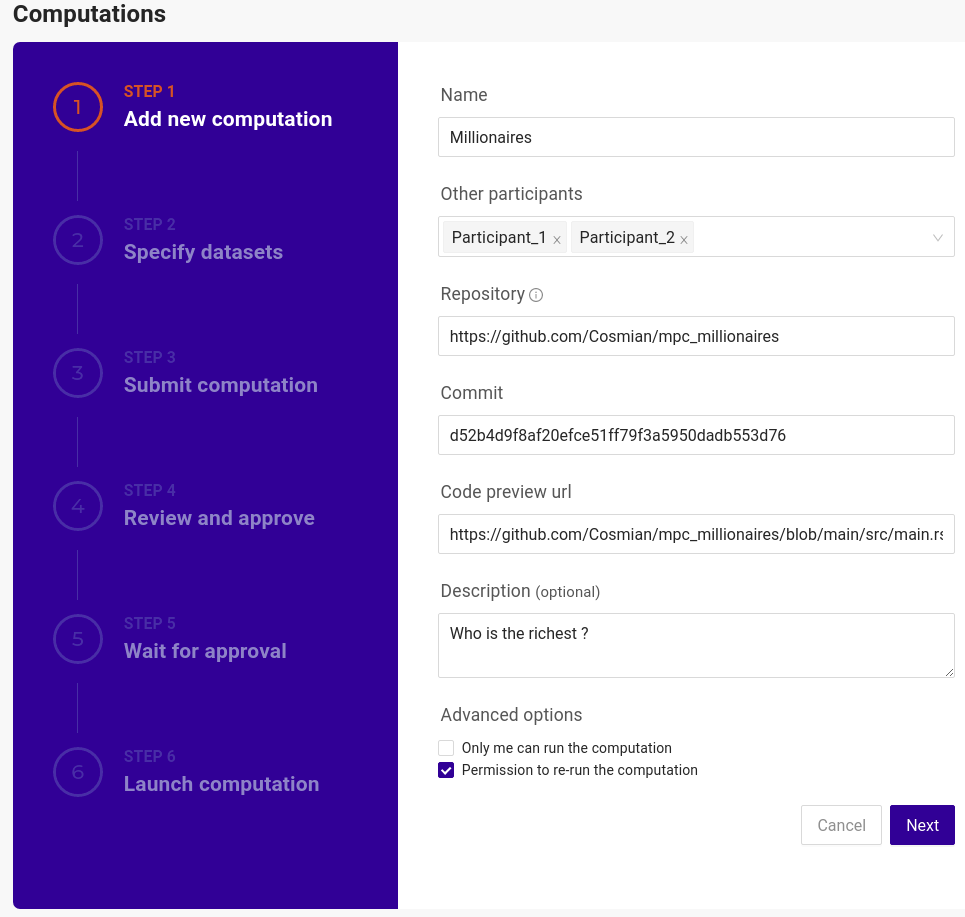 Computations
1
STEP 1
Add new computation
2
STEP 2
Specify datasets
3
STEP 3
Submit computation
4
STEP 4
Review and approve
5
STEP 5
Wait for approval
6
STEP 6
Launch computation
Name
Millionaires
Other participants
Participant_1 × Participant_2 ×
Repository
https://github.com/Cosmian/mpc_millionaires
Commit
d52b4d9f8af20efce51ff79f3a5950dadb553d76
Code preview url
https://github.com/Cosmian/mpc_millionaires/blob/main/src/main.rs
Description (optional)
Who is the richest ?
Advanced options
Only me can run the computation
Permission to re-run the computation
Cancel Next